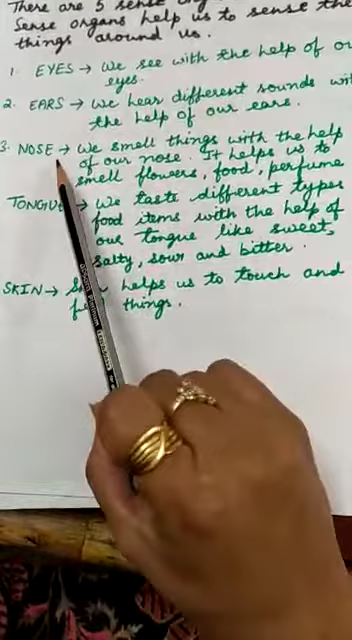 There are 5 sense
Sense organs help us to sense the
things around us.
1. EYES → We see with the help of
eyes.
2. EARS → We hear different sounds
the help of our ears.
3. NOSE → We smell things with the help
of our nose. It helps us to
smell flowers, food, perfume
→ We taste different types
food items with the help of
our tongue like sweet,
salty, sour and bitter.
SKIN → helps us to touch and
things.